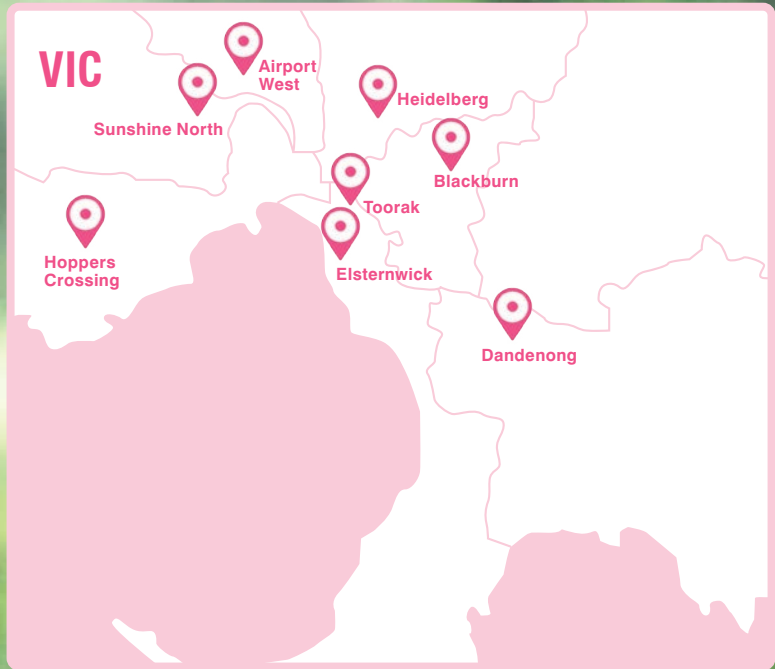 VIC
Airport
West
Sunshine North
Heidelberg
Blackburn
Toorak
Elsternwick
Hoppers
Crossing
Dandenong